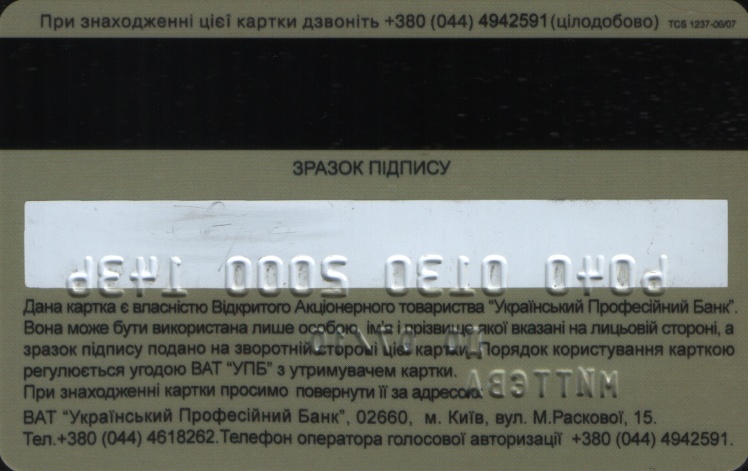 При знаходженні цієї картки дзвоніть +380 (044) 4942591 (цілодобово) TCS 1237-06/07
ЗРАЗОК ПІДПИСУ
Дана картка є власністю Відкритого Акціонерного товариства "Український Професійний Банк".
Вона може бути використана лише особою, ім'я і прізвище якої вказані на лицьовій стороні, а
зразок підпису подано на зворотній стороні цієї картки. Порядок користування карткою
регулюється угодою ВАТ "УПБ" з утримувачем картки.
При знаходженні картки просимо повернути її за адресою:
ВАТ "Український Професійний Банк", 02660, м. Київ, вул. М.Раскової, 15.
Тел.+380 (044) 4618262.Телефон оператора голосової авторизації +380 (044) 4942591.